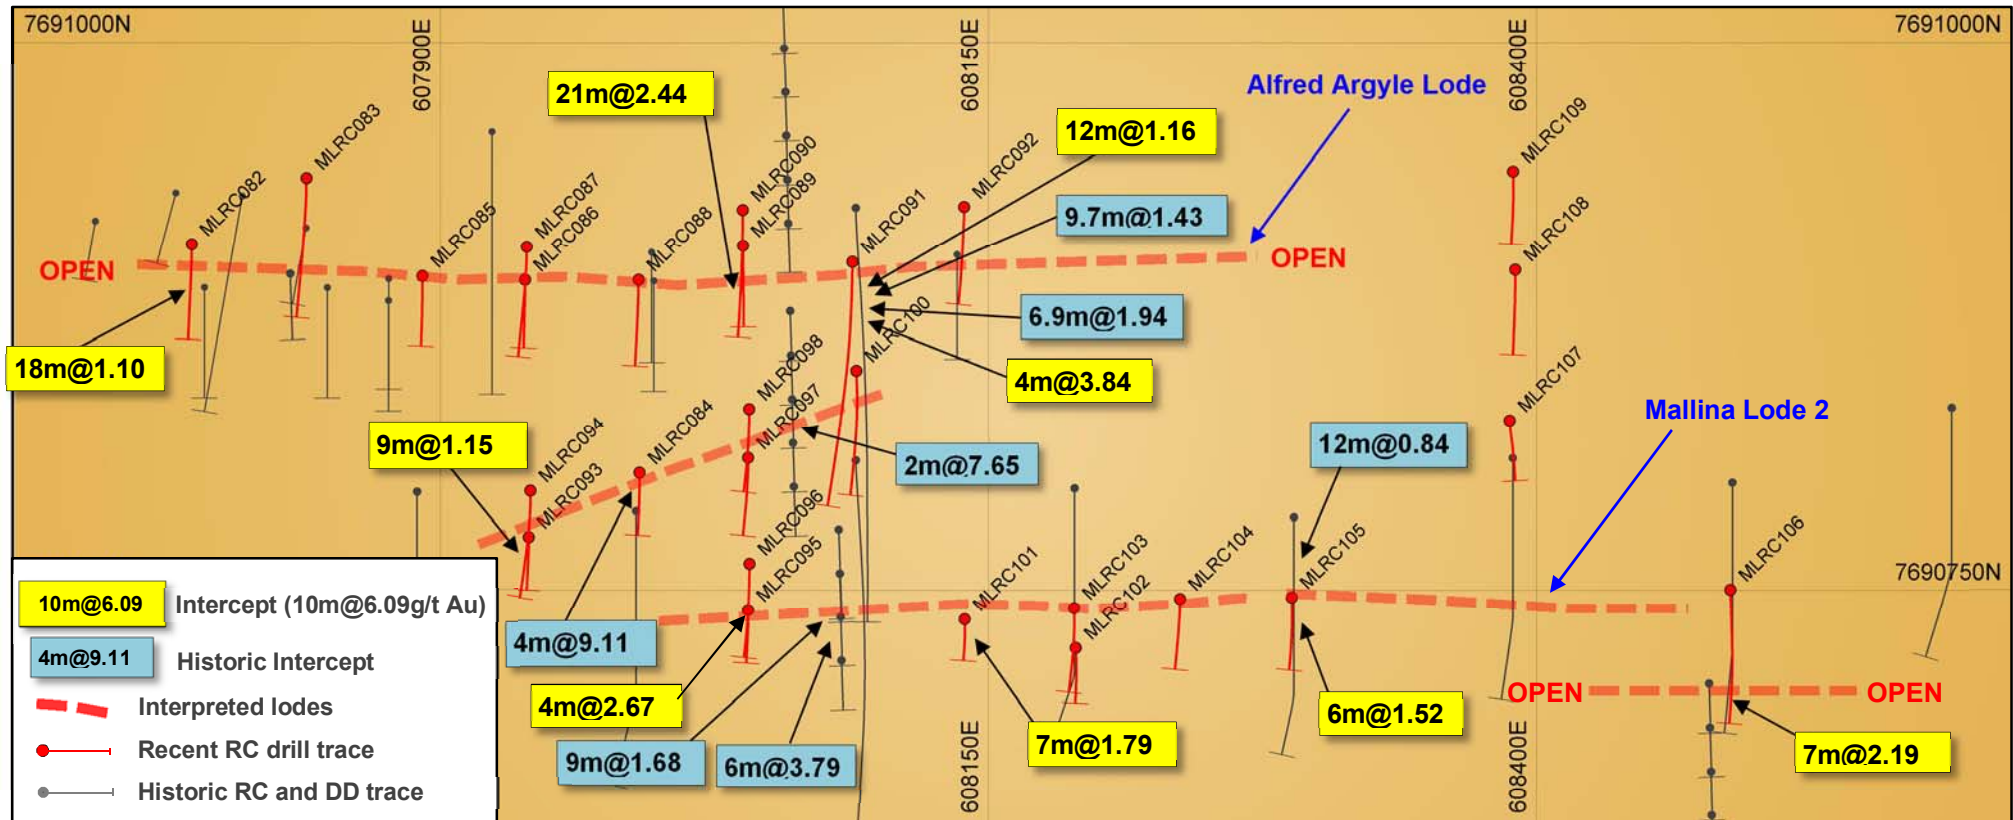 7691000N
7691000N
607900E
608150E
608400E
Alfred Argyle Lode
21m@2.44
12m@1.16
MLRC083
MLRC090
MLRC092
MLRC109
MLRC082
MLRC087
MLRC089
MLRC091
9.7m@1.43
MLRC085
MLRC086
MLRC088
MLRC108
OPEN
OPEN
MLRC100
6.9m@1.94
18m@1.10
MLRC098
4m@3.84
MLRC107
MLRC097
Mallina Lode 2
9m@1.15
MLRC094
MLRC084
12m@0.84
2m@7.65
MLRC093
MLRC096
MLRC095
MLRC101
MLRC103
MLRC104
MLRC105
MLRC106
7690750N
MLRC102
10m@6.09
Intercept (10m@6.09g/t Au)
4m@9.11
4m@9.11
Historic Intercept
OPEN
OPEN
4m@2.67
Interpreted lodes
6m@1.52
7m@1.79
Recent RC drill trace
9m@1.68
6m@3.79
7m@2.19
Historic RC and DD trace
608150E
608400E